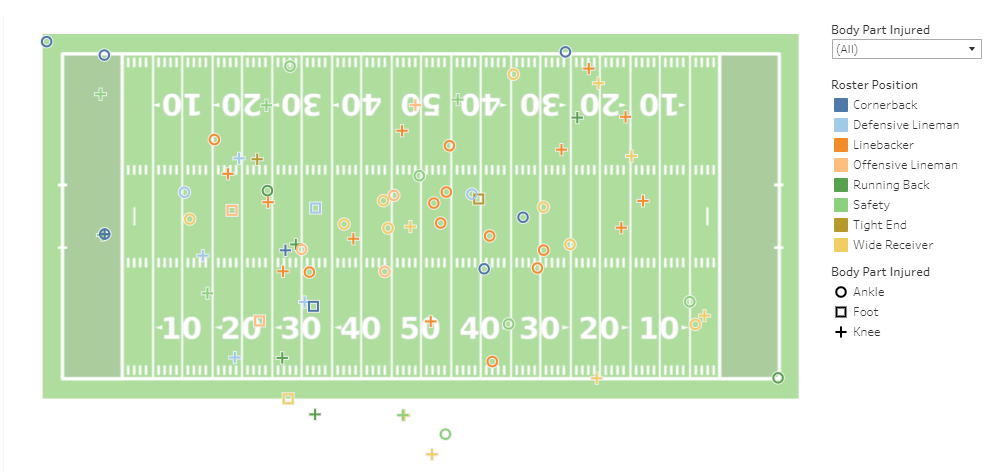 Body Part Injured
(All)
Roster Position
Cornerback
Defensive Lineman
Linebacker
Offensive Lineman
Running Back
Safety
Tight End
Wide Receiver
Body Part Injured
Ankle
Foot
Knee
10 20 30 40 50 40 30 20 10
10 20 30 40 50 40 30 20 10